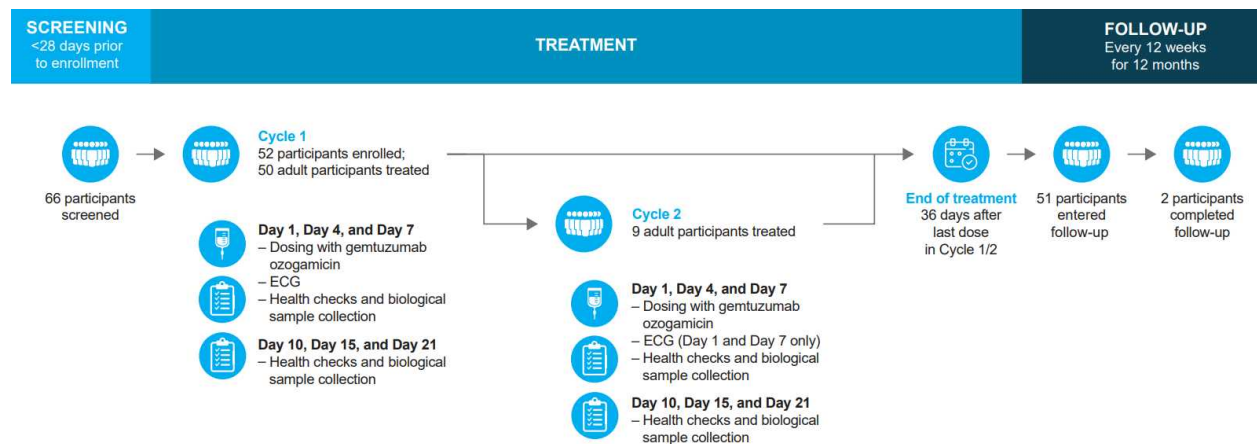 SCREENING
<28 days prior
to enrollment
TREATMENT
FOLLOW-UP
Every 12 weeks
for 12 months
66 participants
screened
Cycle 1
52 participants enrolled;
50 adult participants treated
Day 1, Day 4, and Day 7
– Dosing with gemtuzumab
ozogamicin
– ECG
– Health checks and biological
sample collection
Day 10, Day 15, and Day 21
– Health checks and biological
sample collection
Cycle 2
9 adult participants treated
Day 1, Day 4, and Day 7
– Dosing with gemtuzumab
ozogamicin
– ECG (Day 1 and Day 7 only)
– Health checks and biological
sample collection
Day 10, Day 15, and Day 21
– Health checks and biological
sample collection
End of treatment
36 days after
last dose
in Cycle 1/2
51 participants
entered
follow-up
2 participants
completed
follow-up